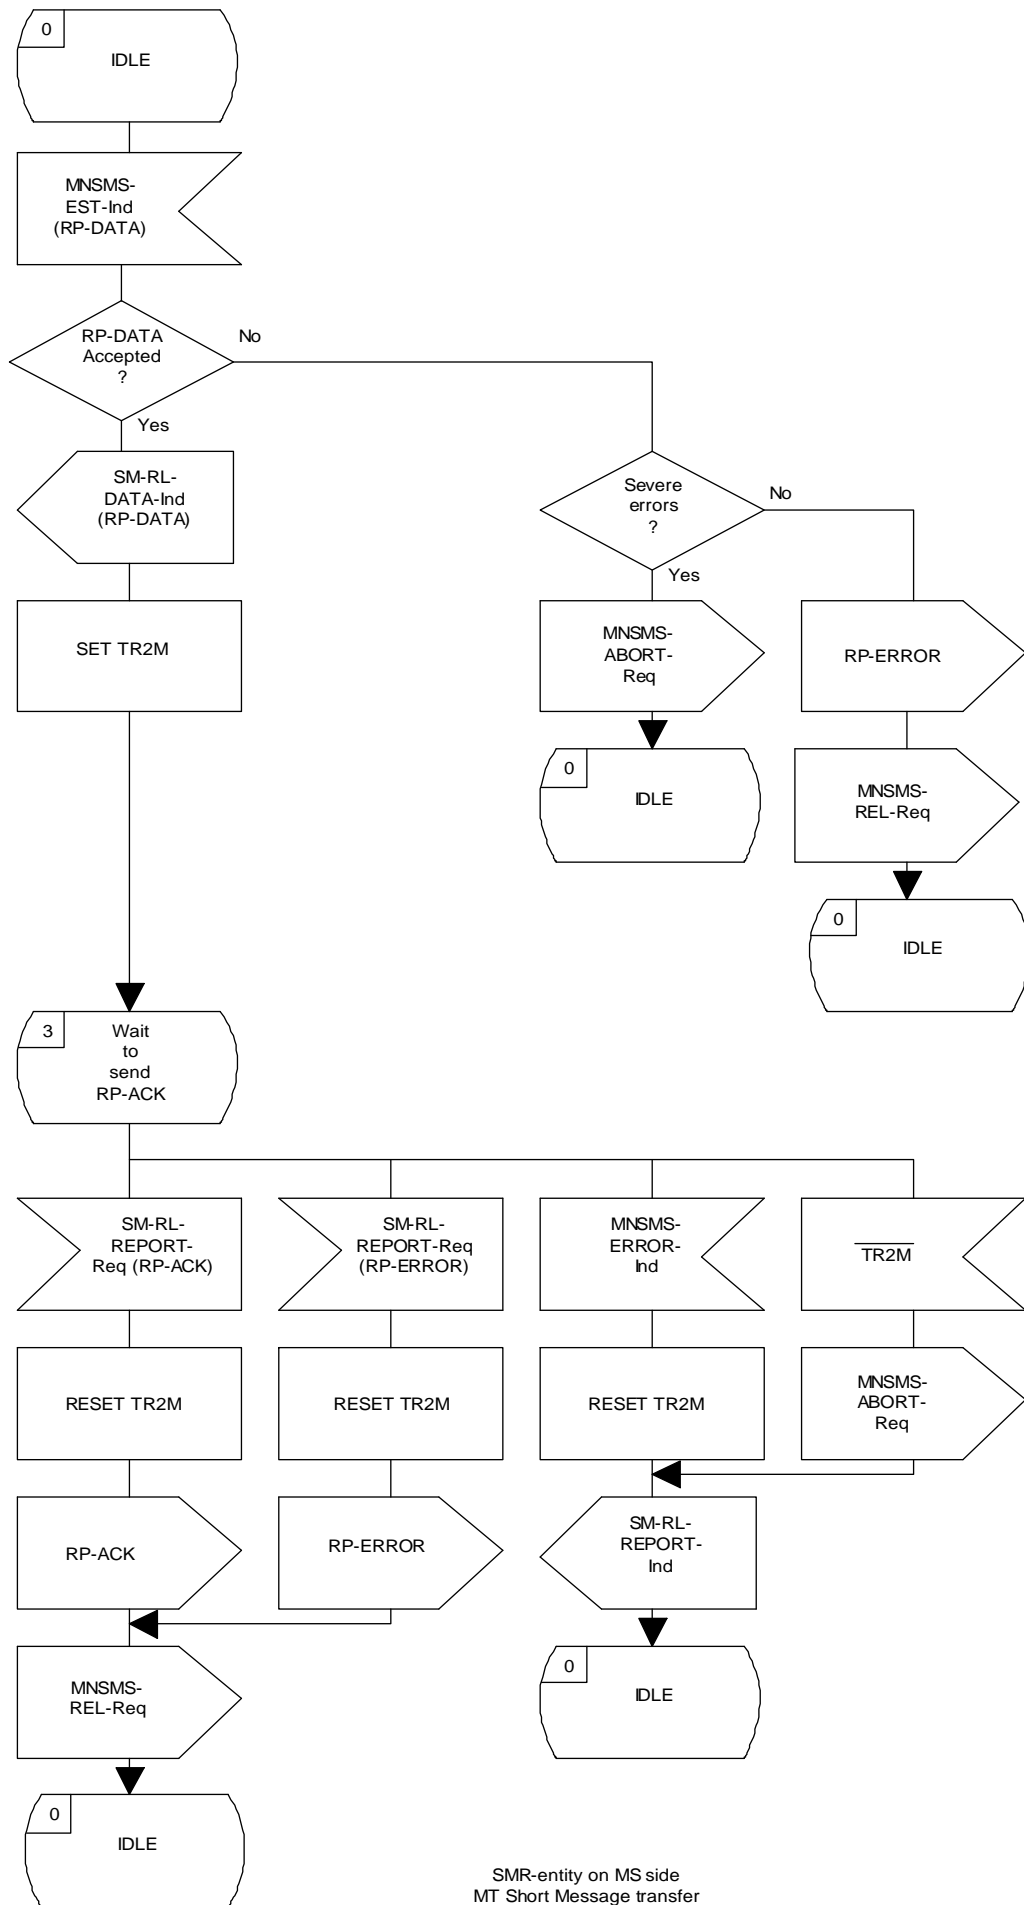 0
IDLE
MNSMS-
EST-Ind
(RP-DATA)
RP-DATA
Accepted
?
No
Yes
SM-RL-
DATA-Ind
(RP-DATA)
Severe
errors
?
No
Yes
SET TR2M
MNSMS-
ABORT-
Req
RP-ERROR
0
IDLE
MNSMS-
REL-Req
0
IDLE
3
Wait
to
send
RP-ACK
SM-RL-
REPORT-
Req (RP-ACK)
SM-RL-
REPORT-Req
(RP-ERROR)
MNSMS-
ERROR-
Ind
TR2M
RESET TR2M
RESET TR2M
RESET TR2M
MNSMS-
ABORT-
Req
RP-ACK
RP-ERROR
SM-RL-
REPORT-
Ind
MNSMS-
REL-Req
0
IDLE
0
IDLE
SMR-entity on MS side
MT Short Message transfer